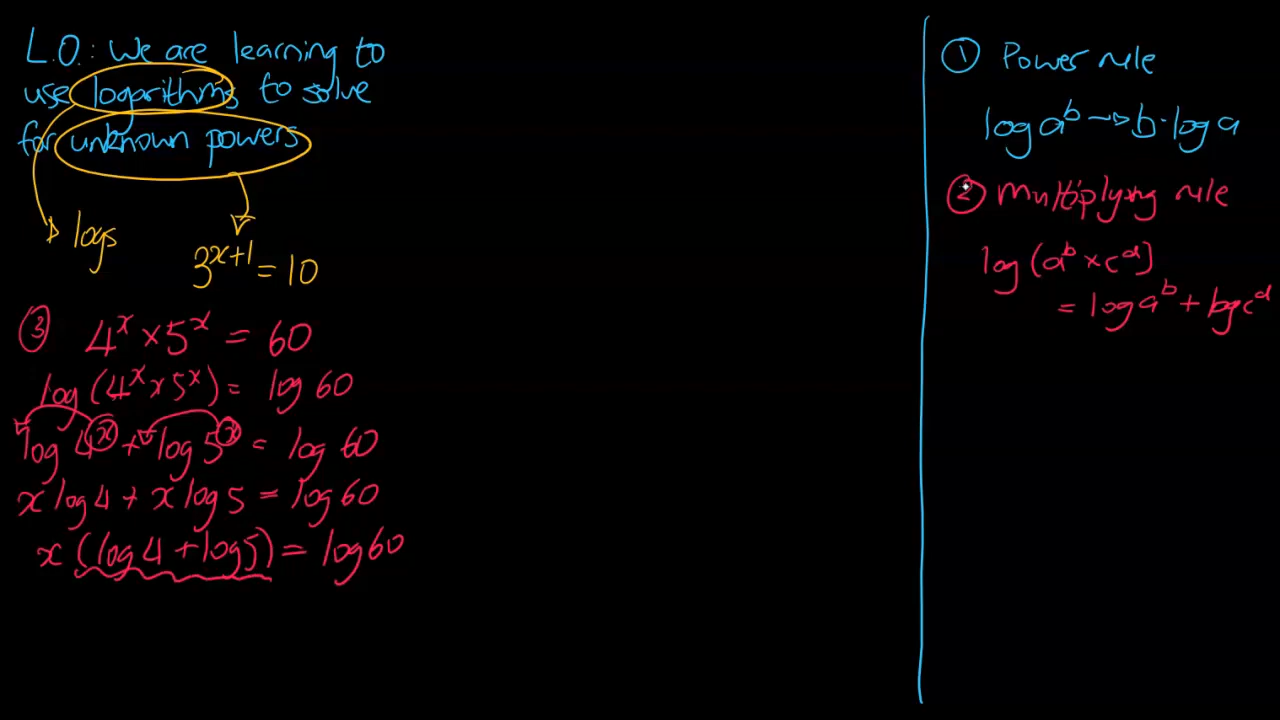 L.O.: We are learning to
use logarithms to solve
for unknown powers
logs
3^{x+1} = 10
③ 4^x × 5^x = 60
log (4^x × 5^x) = log 60
log 4^x + log 5^x = log 60
x log 4 + x log 5 = log 60
x (log 4 + log 5) = log 60
① Power rule
log a^b → b · log a
② Multiplying rule
log (a^b × c^d)
= log a^b + log c^d